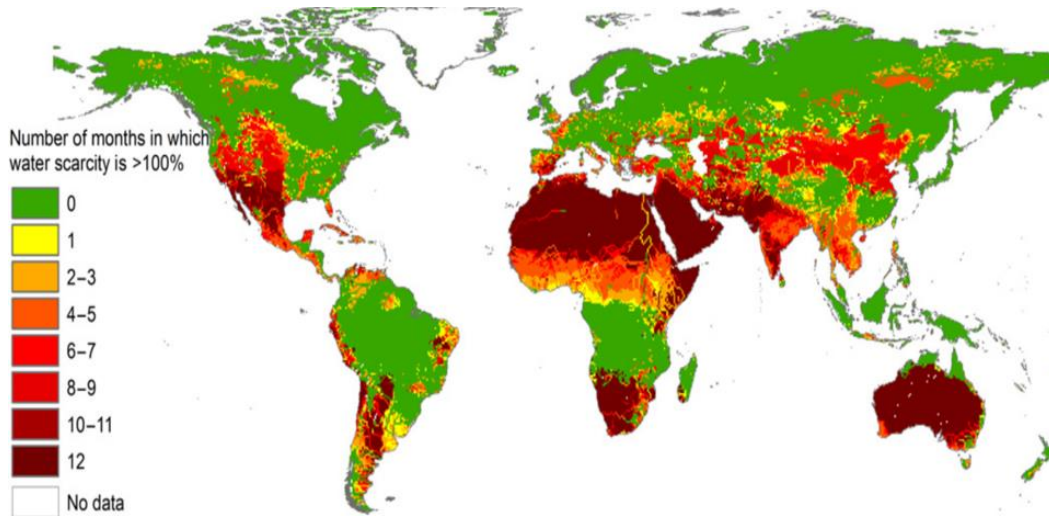 Number of months in which
water scarcity is >100%
0
1
2–3
4–5
6–7
8–9
10–11
12
No data